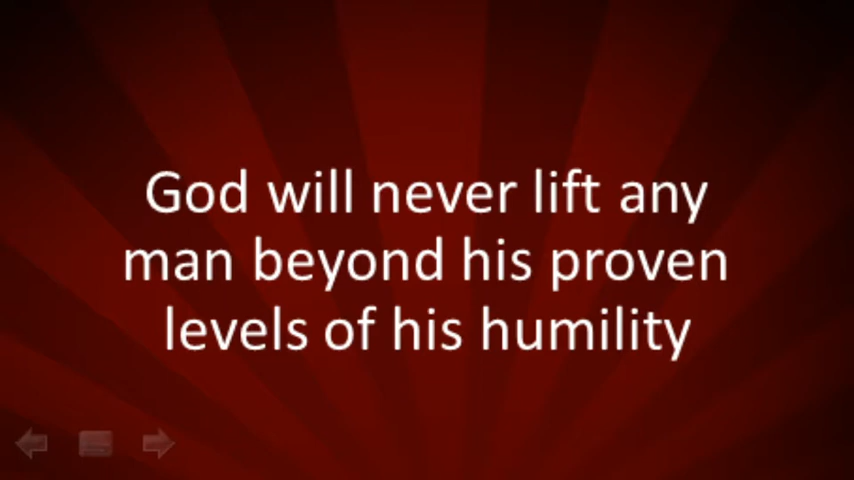 God will never lift any
man beyond his proven
levels of his humility